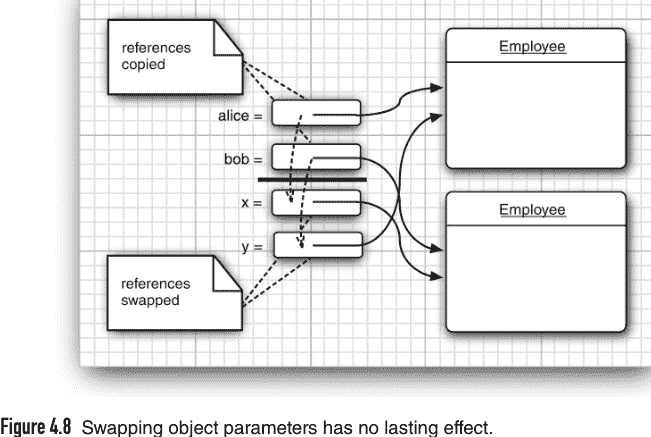 references
copied
Employee
alice =
bob =
x =
Employee
y =
references
swapped
Figure 4.8 Swapping object parameters has no lasting effect.